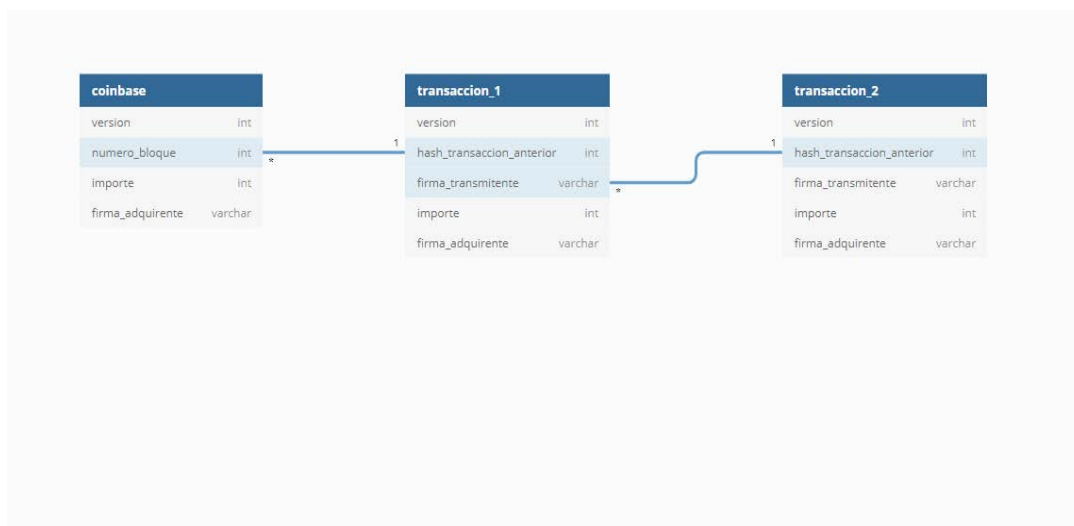 coinbase
version int
numero_bloque int
importe int
firma_adquirente varchar
*
1
transaccion_1
version int
hash_transaccion_anterior int
firma_transmitente varchar
importe int
firma_adquirente varchar
*
1
transaccion_2
version int
hash_transaccion_anterior int
firma_transmitente varchar
importe int
firma_adquirente varchar